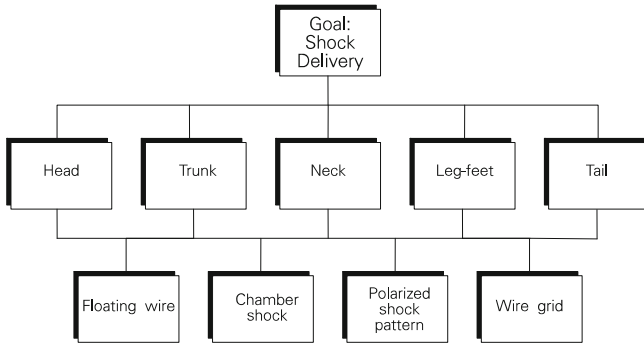 Goal:
Shock
Delivery
Head
Trunk
Neck
Leg-feet
Tail
Floating wire
Chamber
shock
Polarized
shock
pattern
Wire grid